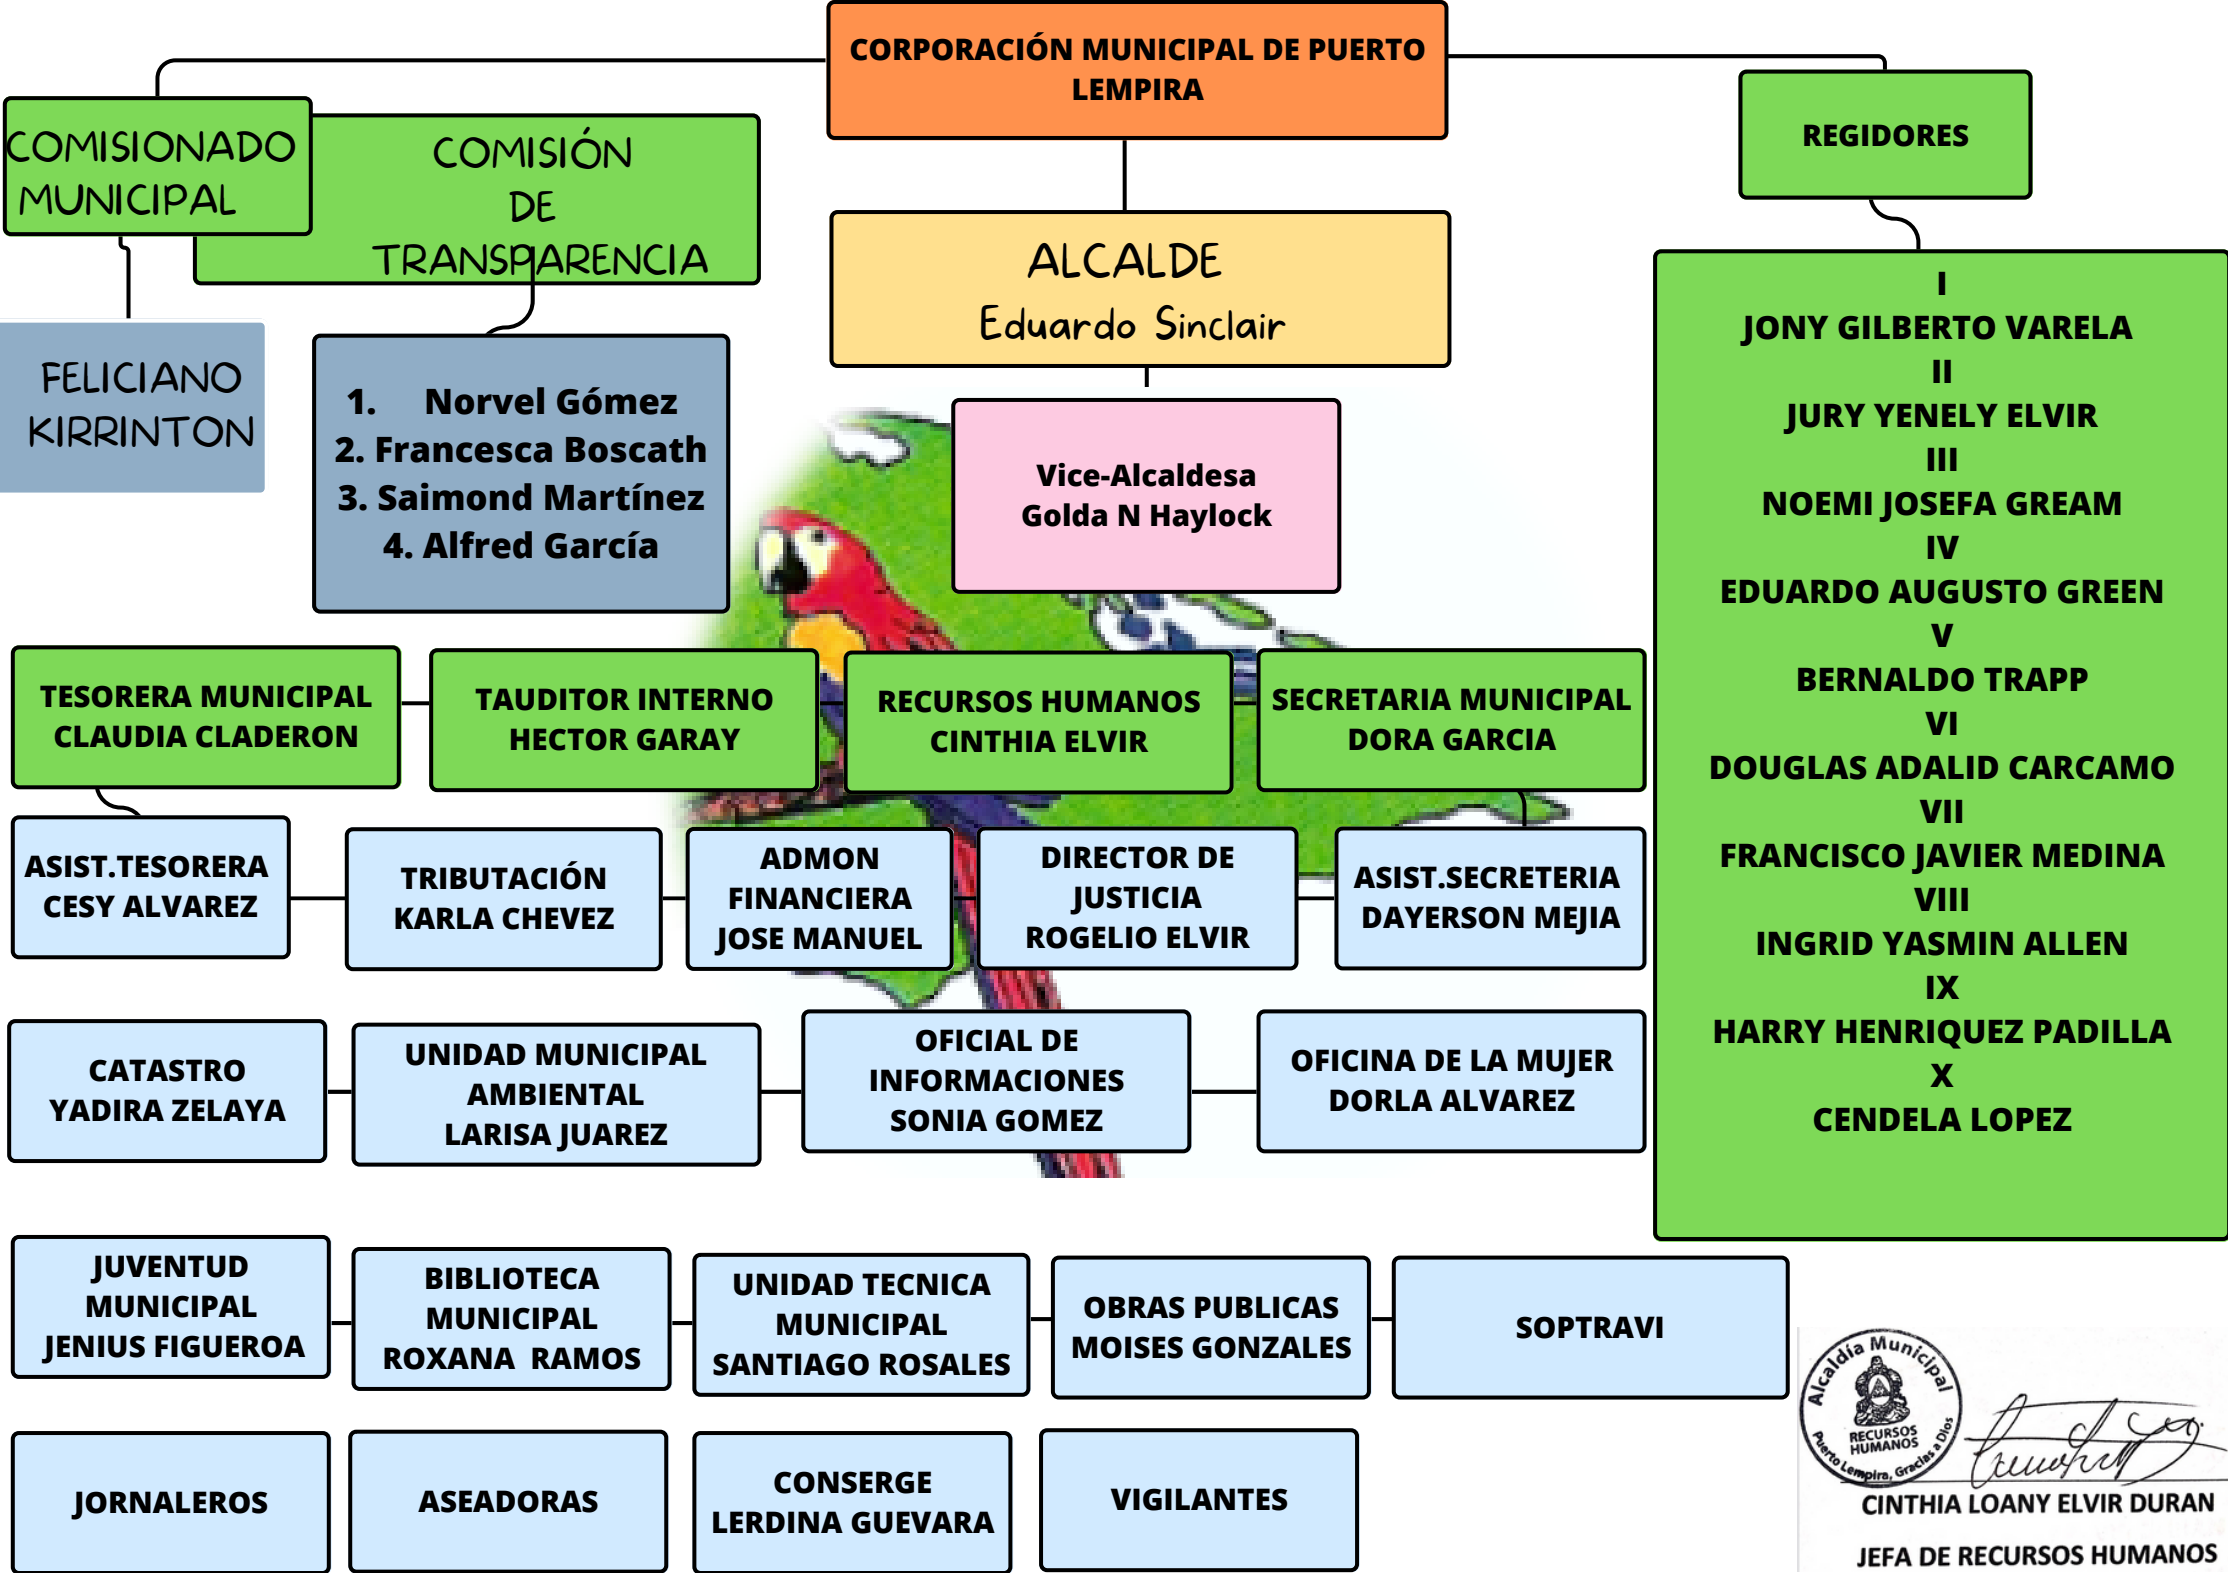 CORPORACIÓN MUNICIPAL DE PUERTO
LEMPIRA
COMISIONADO
MUNICIPAL
COMISIÓN
DE
TRANSPARENCIA
REGIDORES
ALCALDE
Eduardo Sinclair
FELICIANO
KIRRINTON
1. Norvel Gómez
2. Francesca Boscath
3. Saimond Martínez
4. Alfred García
Vice-Alcaldesa
Golda N Haylock
I
JONY GILBERTO VARELA
II
JURY YENELY ELVIR
III
NOEMI JOSEFA GREAM
IV
EDUARDO AUGUSTO GREEN
V
BERNALDO TRAPP
VI
DOUGLAS ADALID CARCAMO
VII
FRANCISCO JAVIER MEDINA
VIII
INGRID YASMIN ALLEN
IX
HARRY HENRIQUEZ PADILLA
X
CENDELA LOPEZ
TESORERA MUNICIPAL
CLAUDIA CLADERON
TAUDITOR INTERNO
HECTOR GARAY
RECURSOS HUMANOS
CINTHIA ELVIR
SECRETARIA MUNICIPAL
DORA GARCIA
ASIST.TESORERA
CESY ALVAREZ
TRIBUTACIÓN
KARLA CHEVEZ
ADMON
FINANCIERA
JOSE MANUEL
DIRECTOR DE
JUSTICIA
ROGELIO ELVIR
ASIST.SECRETERIA
DAYERSON MEJIA
CATASTRO
YADIRA ZELAYA
UNIDAD MUNICIPAL
AMBIENTAL
LARISA JUAREZ
OFICIAL DE
INFORMACIONES
SONIA GOMEZ
OFICINA DE LA MUJER
DORLA ALVAREZ
JUVENTUD
MUNICIPAL
JENIUS FIGUEROA
BIBLIOTECA
MUNICIPAL
ROXANA RAMOS
UNIDAD TECNICA
MUNICIPAL
SANTIAGO ROSALES
OBRAS PUBLICAS
MOISES GONZALES
SOPTRAVI
JORNALEROS
ASEADORAS
CONSERGE
LERDINA GUEVARA
VIGILANTES
Alcaldía Municipal
RECURSOS
HUMANOS
Puerto Lempira, Gracias a Dios
CINTHIA LOANY ELVIR DURAN
JEFA DE RECURSOS HUMANOS